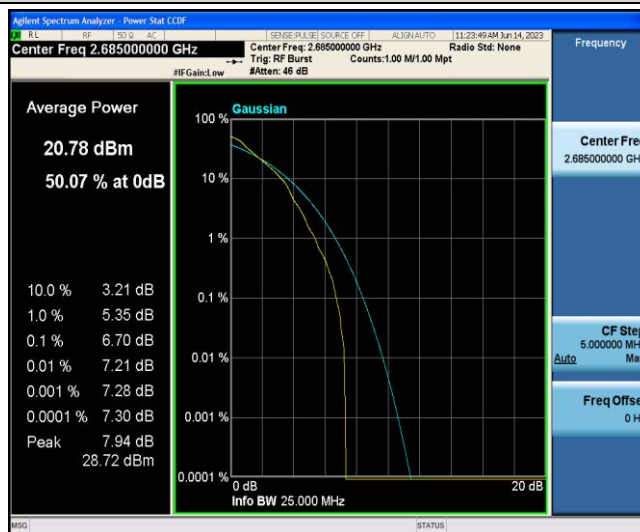 Agilent Spectrum Analyzer - Power Stat CCDF
RL RF 50 Ω AC SENSE:PULSE SOURCE OFF ALIGN AUTO 11:23:49 AM Jun 14, 2023
Center Freq 2.685000000 GHz
Center Freq: 2.685000000 GHz Radio Std: None
Trig: RF Burst Counts:1.00 M/1.00 Mpt
#IFGain:Low #Atten: 46 dB
Frequency
Average Power
20.78 dBm
50.07 % at 0dB
10.0 % 3.21 dB
1.0 % 5.35 dB
0.1 % 6.70 dB
0.01 % 7.21 dB
0.001 % 7.28 dB
0.0001 % 7.30 dB
Peak 7.94 dB
28.72 dBm
Gaussian
100 %
10 %
1 %
0.1 %
0.01 %
0.001 %
0.0001 %
0 dB 20 dB
Info BW 25.000 MHz
Center Fre
2.685000000 GH
CF Ste
5.000000 MH
Auto Ma
Freq Offse
0 H
MSG STATUS